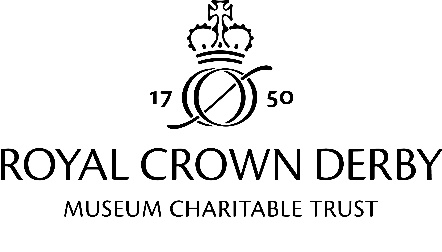 17 50
ROYAL CROWN DERBY
MUSEUM CHARITABLE TRUST